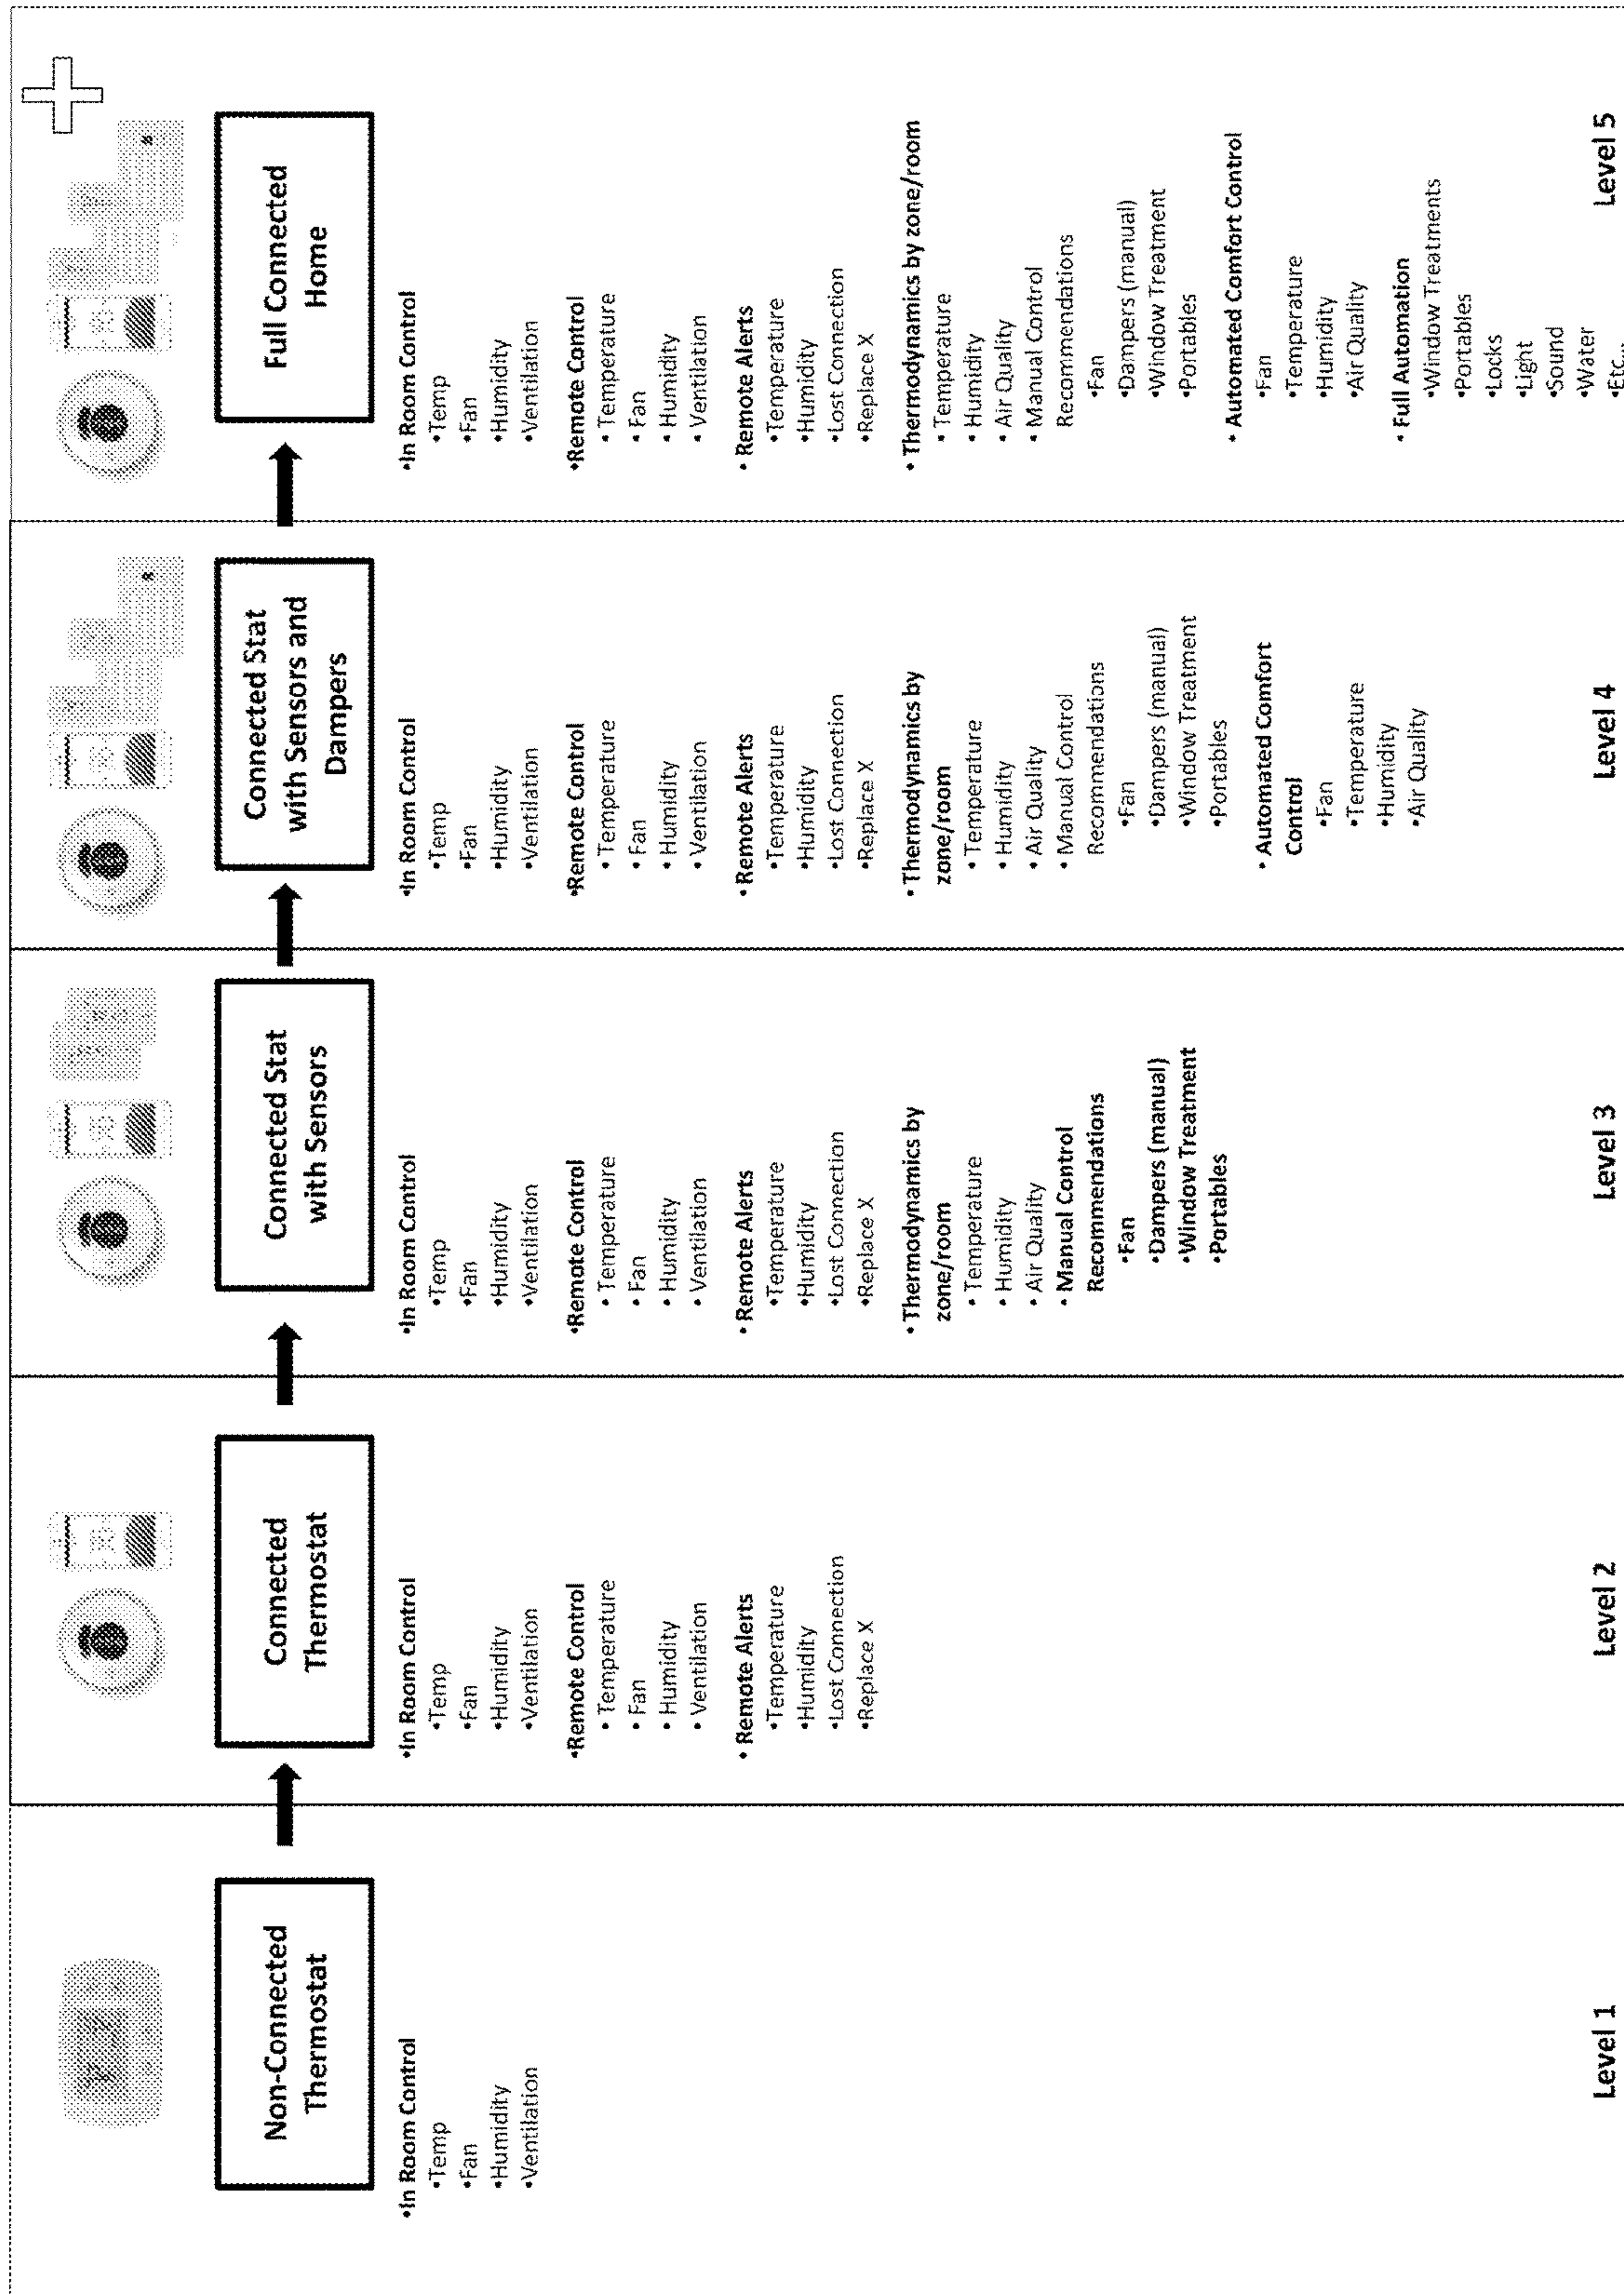 Non-Connected
Thermostat
•In Room Control
•Temp
•Fan
•Humidity
•Ventilation
Level 1
Connected
Thermostat
•In Room Control
•Temp
•Fan
•Humidity
•Ventilation
•Remote Control
• Temperature
• Fan
• Humidity
• Ventilation
• Remote Alerts
•Temperature
•Humidity
•Lost Connection
•Replace X
Level 2
Connected Stat
with Sensors
•In Room Control
•Temp
•Fan
•Humidity
•Ventilation
•Remote Control
• Temperature
• Fan
• Humidity
• Ventilation
• Remote Alerts
•Temperature
•Humidity
•Lost Connection
•Replace X
• Thermodynamics by
zone/room
• Temperature
• Humidity
• Air Quality
• Manual Control
Recommendations
•Fan
•Dampers (manual)
•Window Treatment
•Portables
Level 3
Connected Stat
with Sensors and
Dampers
•In Room Control
•Temp
•Fan
•Humidity
•Ventilation
•Remote Control
• Temperature
• Fan
• Humidity
• Ventilation
• Remote Alerts
•Temperature
•Humidity
•Lost Connection
•Replace X
• Thermodynamics by
zone/room
• Temperature
• Humidity
• Air Quality
• Manual Control
Recommendations
•Fan
•Dampers (manual)
•Window Treatment
•Portables
• Automated Comfort
Control
•Fan
•Temperature
•Humidity
•Air Quality
Level 4
Full Connected
Home
•In Room Control
•Temp
•Fan
•Humidity
•Ventilation
•Remote Control
• Temperature
• Fan
• Humidity
• Ventilation
• Remote Alerts
•Temperature
•Humidity
•Lost Connection
•Replace X
• Thermodynamics by zone/room
• Temperature
• Humidity
• Air Quality
• Manual Control
Recommendations
•Fan
•Dampers (manual)
•Window Treatment
•Portables
• Automated Comfort Control
•Fan
•Temperature
•Humidity
•Air Quality
• Full Automation
•Window Treatments
•Portables
•Locks
•Light
•Sound
•Water
•Etc...
Level 5